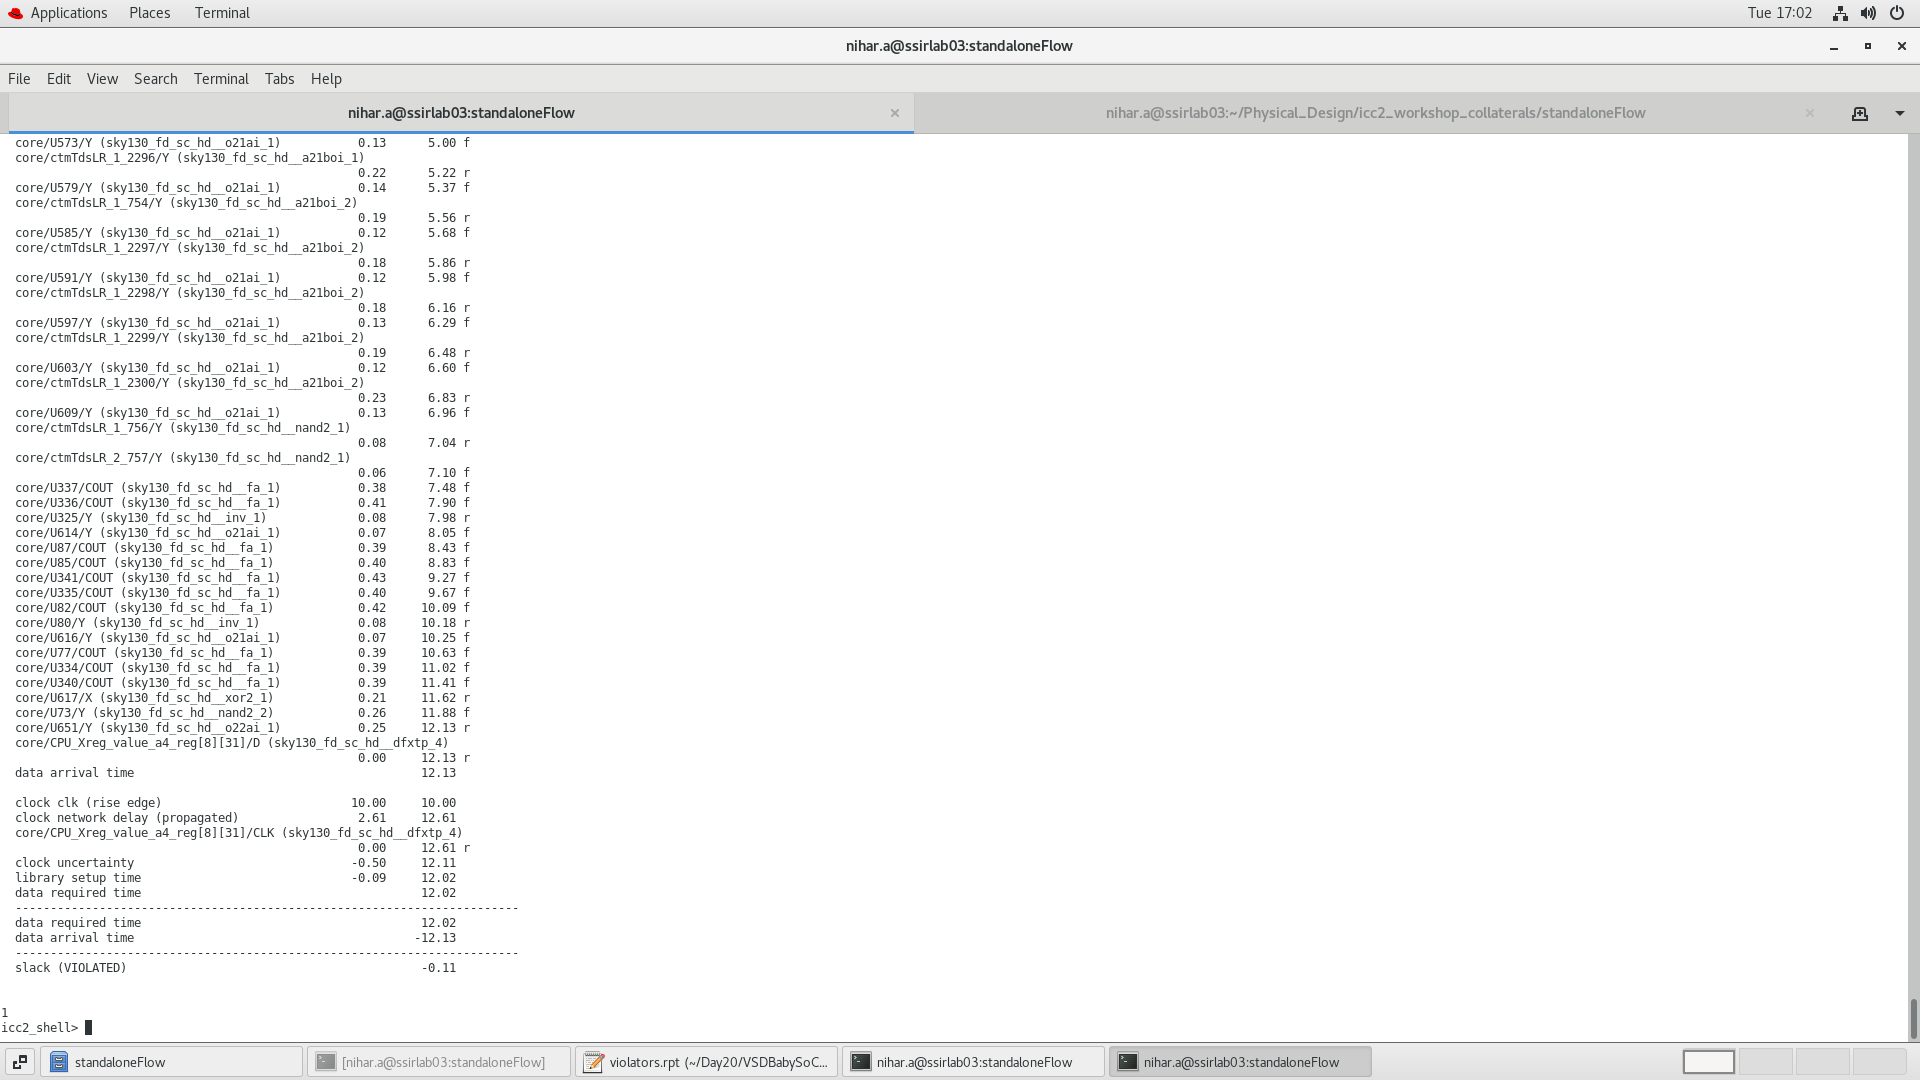 Applications Places Terminal Tue 17:02
nihar.a@ssirlab03:standaloneFlow
File Edit View Search Terminal Tabs Help
nihar.a@ssirlab03:standaloneFlow × nihar.a@ssirlab03:~/Physical_Design/icc2_workshop_collaterals/standaloneFlow ×
core/U573/Y (sky130_fd_sc_hd__o21ai_1) 0.13 5.00 f
core/ctmTdsLR_1_2296/Y (sky130_fd_sc_hd__a21boi_1)
0.22 5.22 r
core/U579/Y (sky130_fd_sc_hd__o21ai_1) 0.14 5.37 f
core/ctmTdsLR_1_754/Y (sky130_fd_sc_hd__a21boi_2)
0.19 5.56 r
core/U585/Y (sky130_fd_sc_hd__o21ai_1) 0.12 5.68 f
core/ctmTdsLR_1_2297/Y (sky130_fd_sc_hd__a21boi_2)
0.18 5.86 r
core/U591/Y (sky130_fd_sc_hd__o21ai_1) 0.12 5.98 f
core/ctmTdsLR_1_2298/Y (sky130_fd_sc_hd__a21boi_2)
0.18 6.16 r
core/U597/Y (sky130_fd_sc_hd__o21ai_1) 0.13 6.29 f
core/ctmTdsLR_1_2299/Y (sky130_fd_sc_hd__a21boi_2)
0.19 6.48 r
core/U603/Y (sky130_fd_sc_hd__o21ai_1) 0.12 6.60 f
core/ctmTdsLR_1_2300/Y (sky130_fd_sc_hd__a21boi_2)
0.23 6.83 r
core/U609/Y (sky130_fd_sc_hd__o21ai_1) 0.13 6.96 f
core/ctmTdsLR_1_756/Y (sky130_fd_sc_hd__nand2_1)
0.08 7.04 r
core/ctmTdsLR_2_757/Y (sky130_fd_sc_hd__nand2_1)
0.06 7.10 f
core/U337/COUT (sky130_fd_sc_hd__fa_1) 0.38 7.48 f
core/U336/COUT (sky130_fd_sc_hd__fa_1) 0.41 7.90 f
core/U325/Y (sky130_fd_sc_hd__inv_1) 0.08 7.98 r
core/U614/Y (sky130_fd_sc_hd__o21ai_1) 0.07 8.05 f
core/U87/COUT (sky130_fd_sc_hd__fa_1) 0.39 8.43 f
core/U85/COUT (sky130_fd_sc_hd__fa_1) 0.40 8.83 f
core/U341/COUT (sky130_fd_sc_hd__fa_1) 0.43 9.27 f
core/U335/COUT (sky130_fd_sc_hd__fa_1) 0.40 9.67 f
core/U82/COUT (sky130_fd_sc_hd__fa_1) 0.42 10.09 f
core/U80/Y (sky130_fd_sc_hd__inv_1) 0.08 10.18 r
core/U616/Y (sky130_fd_sc_hd__o21ai_1) 0.07 10.25 f
core/U77/COUT (sky130_fd_sc_hd__fa_1) 0.39 10.63 f
core/U334/COUT (sky130_fd_sc_hd__fa_1) 0.39 11.02 f
core/U340/COUT (sky130_fd_sc_hd__fa_1) 0.39 11.41 f
core/U617/X (sky130_fd_sc_hd__xor2_1) 0.21 11.62 r
core/U73/Y (sky130_fd_sc_hd__nand2_2) 0.26 11.88 f
core/U651/Y (sky130_fd_sc_hd__o22ai_1) 0.25 12.13 r
core/CPU_Xreg_value_a4_reg[8][31]/D (sky130_fd_sc_hd__dfxtp_4)
0.00 12.13 r
data arrival time 12.13
clock clk (rise edge) 10.00 10.00
clock network delay (propagated) 2.61 12.61
core/CPU_Xreg_value_a4_reg[8][31]/CLK (sky130_fd_sc_hd__dfxtp_4)
0.00 12.61 r
clock uncertainty -0.50 12.11
library setup time -0.09 12.02
data required time 12.02
------------------------------------------------------------------------
data required time 12.02
data arrival time -12.13
------------------------------------------------------------------------
slack (VIOLATED) -0.11
1
icc2_shell>
standaloneFlow [nihar.a@ssirlab03:standaloneFlow] violators.rpt (~/Day20/VSDBabySoC... nihar.a@ssirlab03:standaloneFlow nihar.a@ssirlab03:standaloneFlow